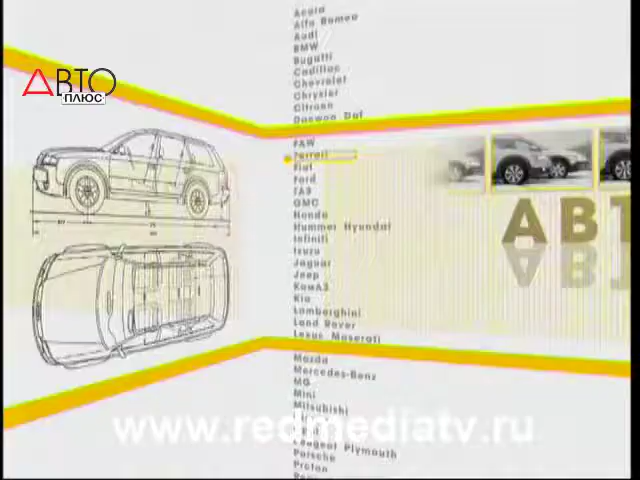 АВТО
ПЛЮС
Acura
Alfa Romeo
Audi
BMW
Bugatti
Cadillac
Chevrolet
Chrysler
Citroen
Daewoo Daf
FAW
Ferrari
Fiat
Ford
ГАЗ
GMC
Honda
Hummer Hyundai
Infiniti
Isuzu
Jaguar
Jeep
КамАЗ
Kia
Lamborghini
Land Rover
Lexus Maserati
Mazda
Mercedes-Benz
MG
Mini
Mitsubishi
Peugeot Plymouth
Porsche
Proton
АВТ
www.redmediatv.ru